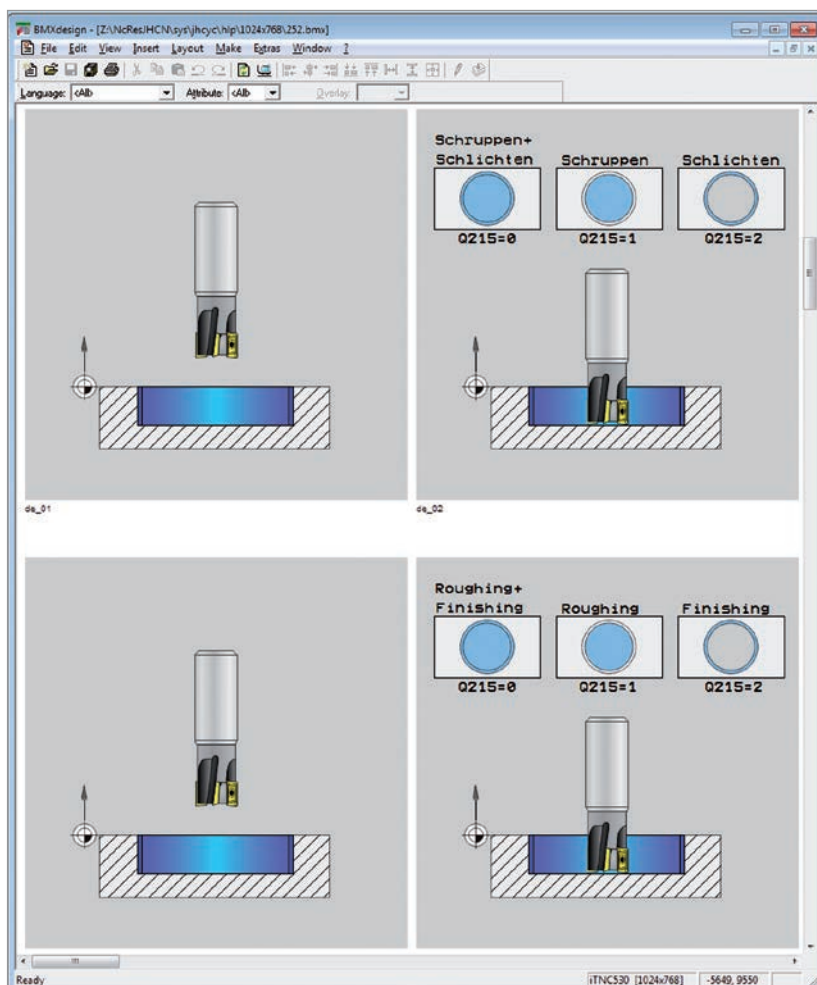 BMXdesign - [Z:\NcResJHCN\sys\jhcyc\hlp\1024x768\252.bmx]
File Edit View Insert Layout Make Extras Window ?
Language: <All> Attribute: <All> Overlay:
Schruppen+
Schlichten Schruppen Schlichten
Q215=0 Q215=1 Q215=2
de_01 de_02
Roughing+
Finishing Roughing Finishing
Q215=0 Q215=1 Q215=2
Ready iTNC530 [1024x768] -5649, 9550